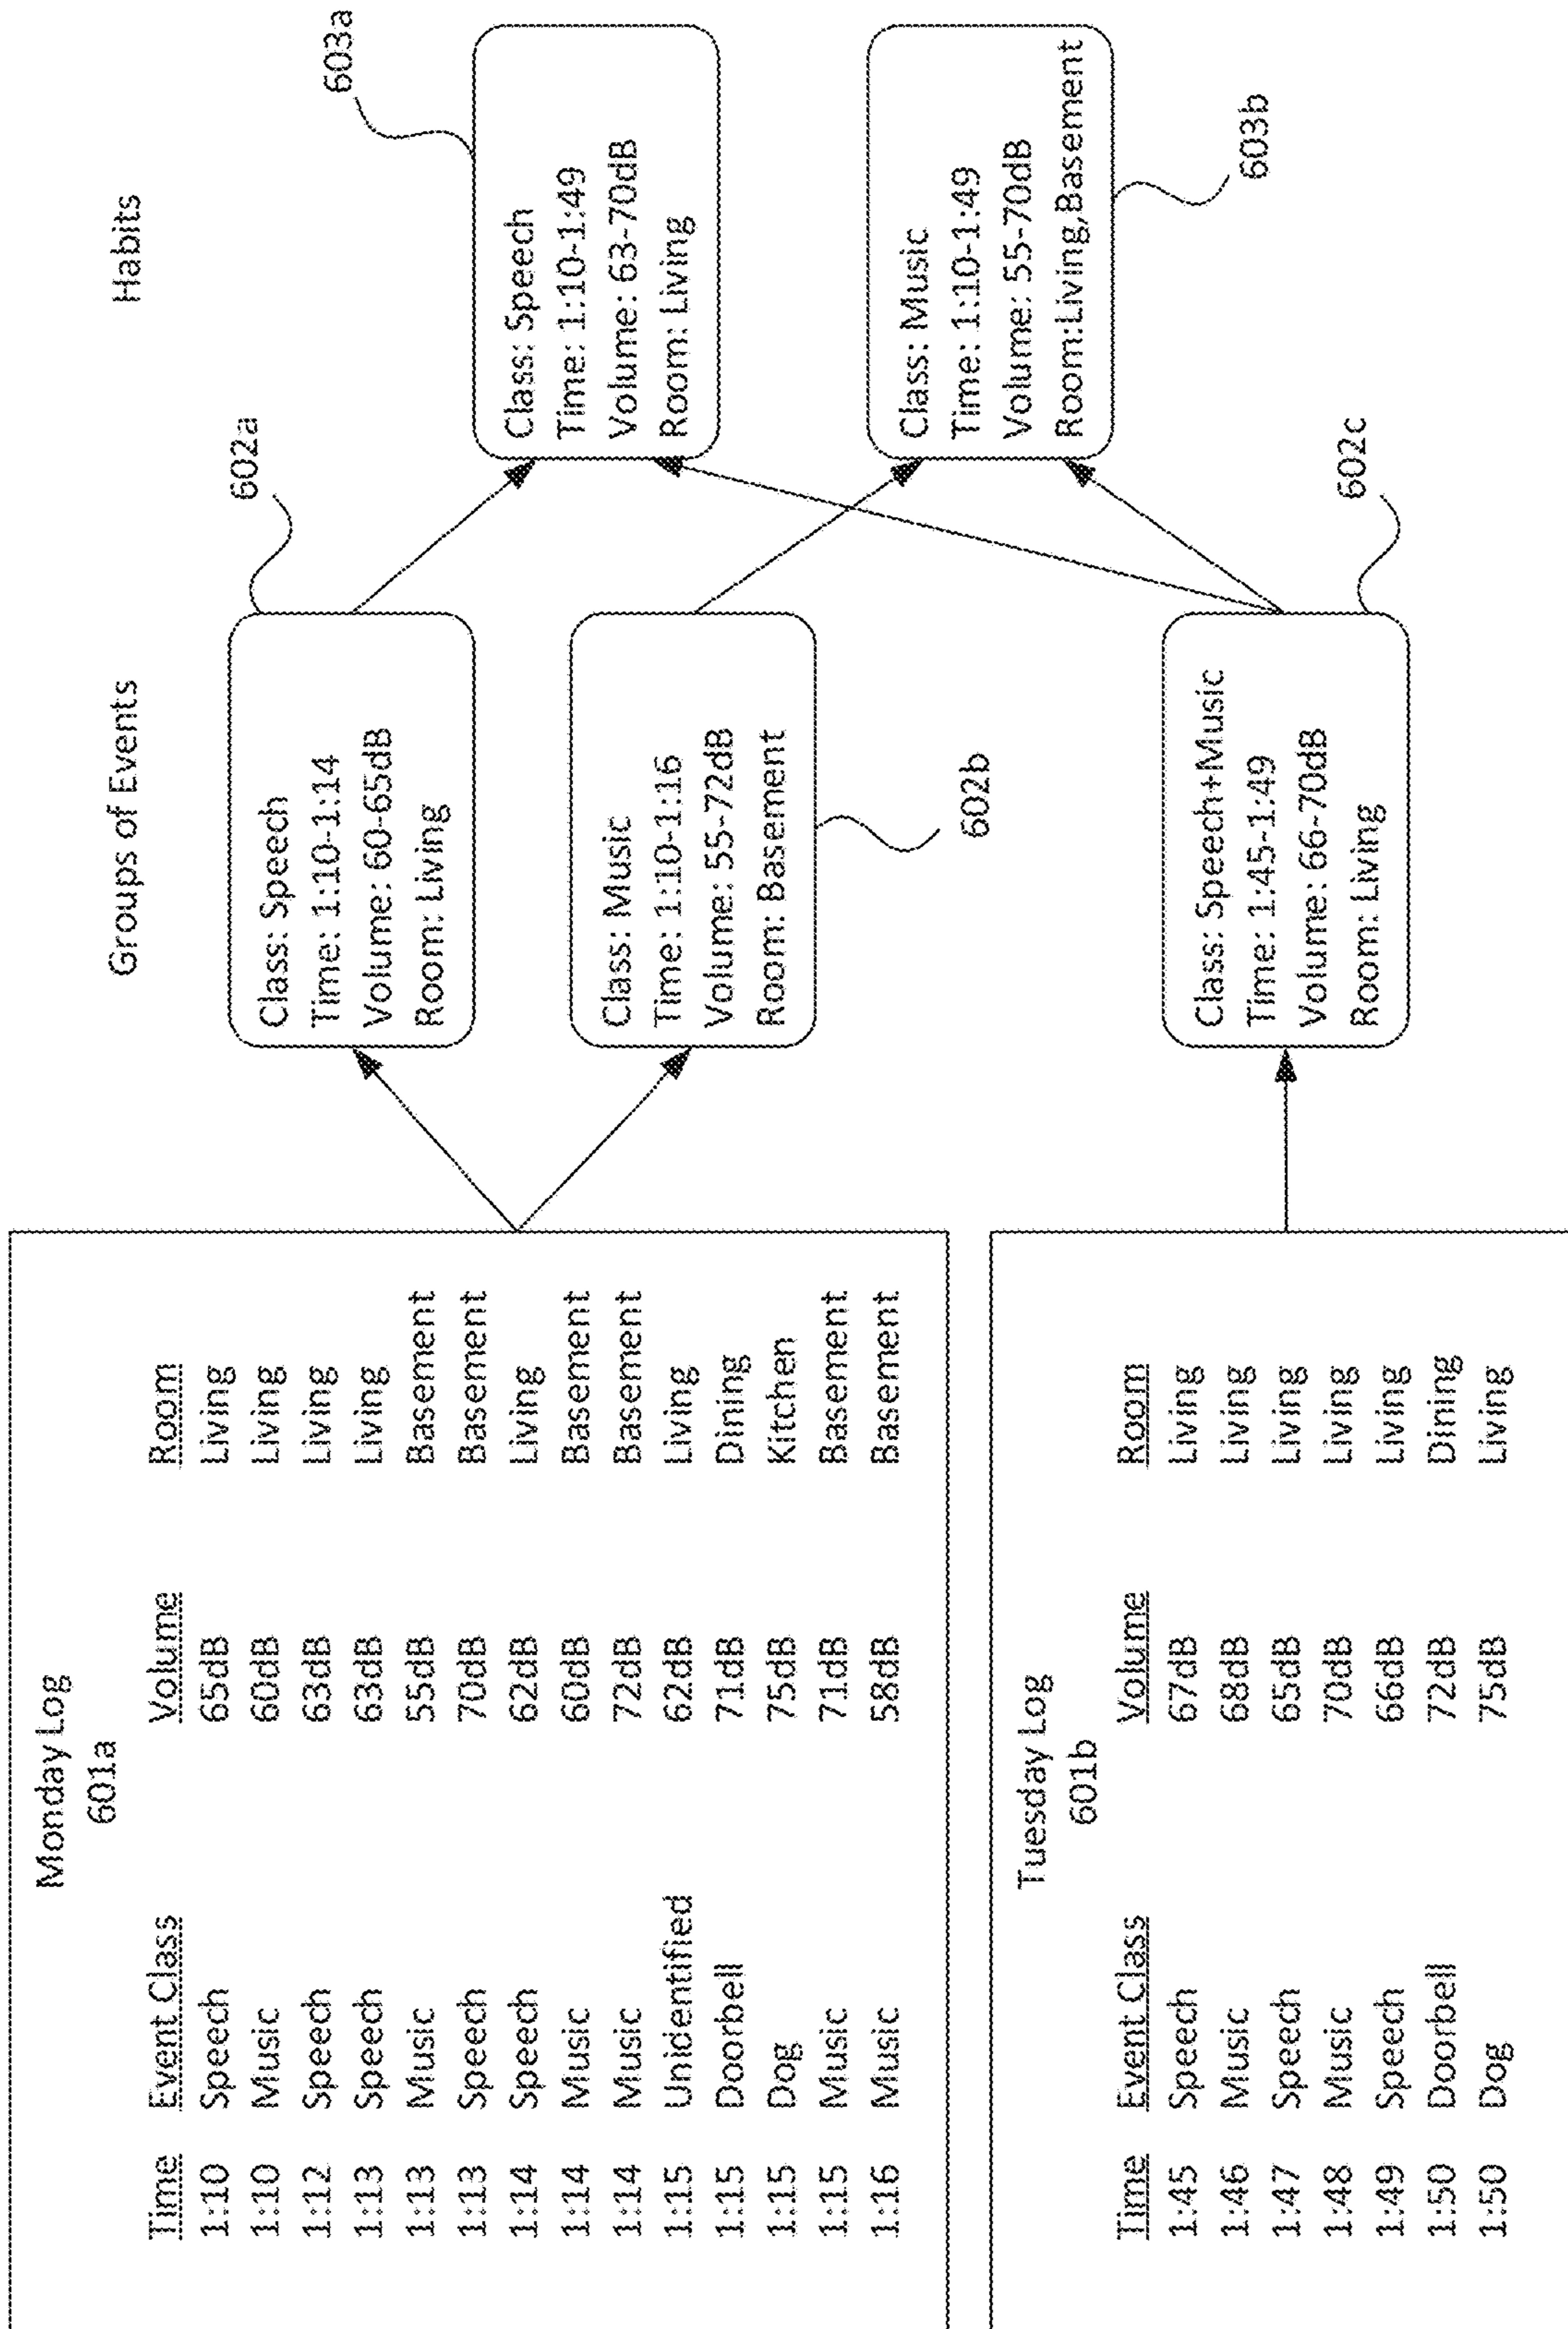 Monday Log
601a
Time Event Class Volume Room
1:10 Speech 65dB Living
1:10 Music 60dB Living
1:12 Speech 63dB Living
1:13 Speech 63dB Living
1:13 Music 55dB Basement
1:13 Speech 70dB Basement
1:14 Speech 62dB Living
1:14 Music 60dB Basement
1:14 Music 72dB Basement
1:15 Unidentified 62dB Living
1:15 Doorbell 71dB Dining
1:15 Dog 75dB Kitchen
1:15 Music 71dB Basement
1:16 Music 58dB Basement
Tuesday Log
601b
Time Event Class Volume Room
1:45 Speech 67dB Living
1:46 Music 68dB Living
1:47 Speech 65dB Living
1:48 Music 70dB Living
1:49 Speech 66dB Living
1:50 Doorbell 72dB Dining
1:50 Dog 75dB Living
Groups of Events
602a
Class: Speech
Time: 1:10-1:14
Volume: 60-65dB
Room: Living
Class: Music
Time: 1:10-1:16
Volume: 55-72dB
Room: Basement
602b
602c
Class: Speech+Music
Time: 1:45-1:49
Volume: 66-70dB
Room: Living
Habits
603a
Class: Speech
Time: 1:10-1:49
Volume: 63-70dB
Room: Living
Class: Music
Time: 1:10-1:49
Volume: 55-70dB
Room:Living,Basement
603b